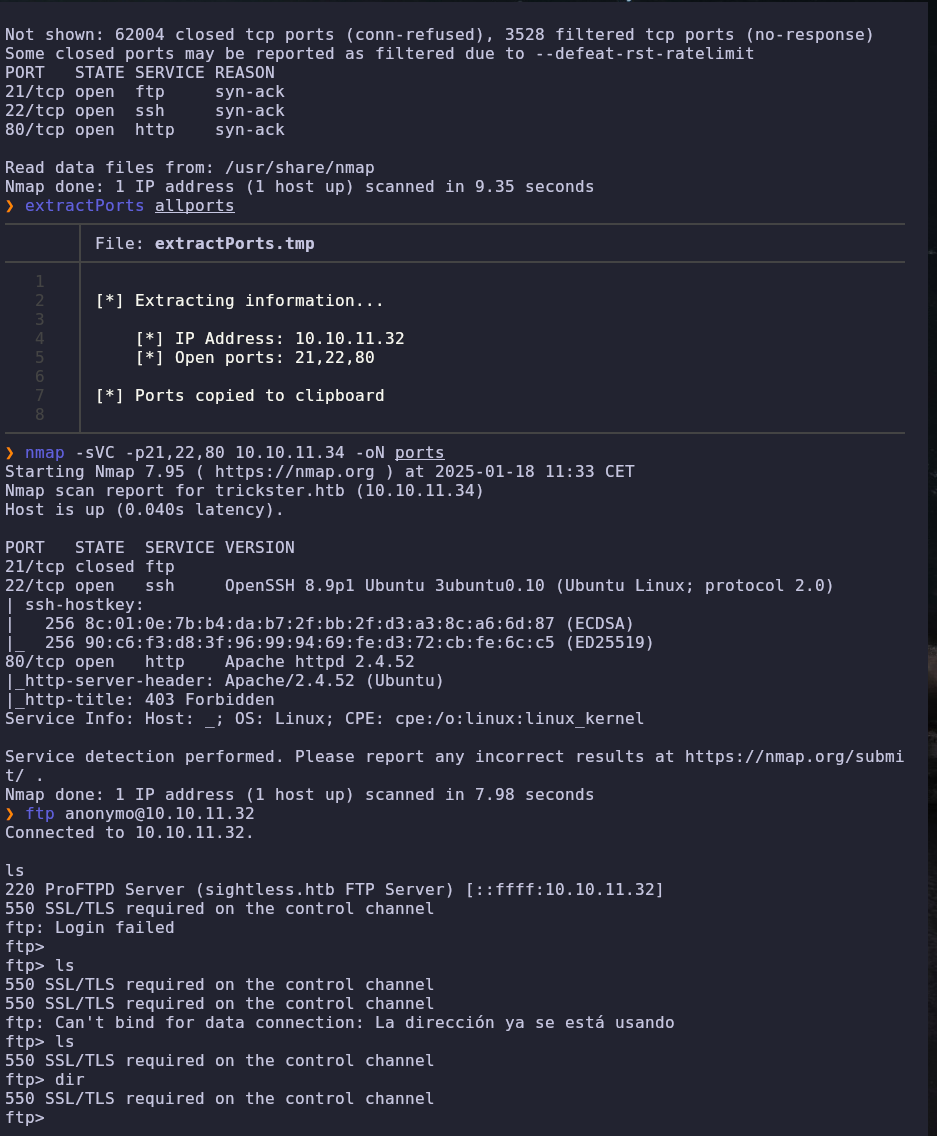 Not shown: 62004 closed tcp ports (conn-refused), 3528 filtered tcp ports (no-response)
Some closed ports may be reported as filtered due to --defeat-rst-ratelimit
PORT   STATE SERVICE REASON
21/tcp open  ftp     syn-ack
22/tcp open  ssh     syn-ack
80/tcp open  http    syn-ack
Read data files from: /usr/share/nmap
Nmap done: 1 IP address (1 host up) scanned in 9.35 seconds
❯ extractPorts allports
File: extractPorts.tmp
1
2 [*] Extracting information...
3
4     [*] IP Address: 10.10.11.32
5     [*] Open ports: 21,22,80
6
7 [*] Ports copied to clipboard
8
❯ nmap -sVC -p21,22,80 10.10.11.34 -oN ports
Starting Nmap 7.95 ( https://nmap.org ) at 2025-01-18 11:33 CET
Nmap scan report for trickster.htb (10.10.11.34)
Host is up (0.040s latency).
PORT   STATE  SERVICE VERSION
21/tcp closed ftp
22/tcp open   ssh     OpenSSH 8.9p1 Ubuntu 3ubuntu0.10 (Ubuntu Linux; protocol 2.0)
| ssh-hostkey:
|   256 8c:01:0e:7b:b4:da:b7:2f:bb:2f:d3:a3:8c:a6:6d:87 (ECDSA)
|_  256 90:c6:f3:d8:3f:96:99:94:69:fe:d3:72:cb:fe:6c:c5 (ED25519)
80/tcp open   http    Apache httpd 2.4.52
|_http-server-header: Apache/2.4.52 (Ubuntu)
|_http-title: 403 Forbidden
Service Info: Host: _; OS: Linux; CPE: cpe:/o:linux:linux_kernel
Service detection performed. Please report any incorrect results at https://nmap.org/submi
t/ .
Nmap done: 1 IP address (1 host up) scanned in 7.98 seconds
❯ ftp anonymo@10.10.11.32
Connected to 10.10.11.32.
ls
220 ProFTPD Server (sightless.htb FTP Server) [::ffff:10.10.11.32]
550 SSL/TLS required on the control channel
ftp: Login failed
ftp>
ftp> ls
550 SSL/TLS required on the control channel
550 SSL/TLS required on the control channel
ftp: Can't bind for data connection: La dirección ya se está usando
ftp> ls
550 SSL/TLS required on the control channel
ftp> dir
550 SSL/TLS required on the control channel
ftp>